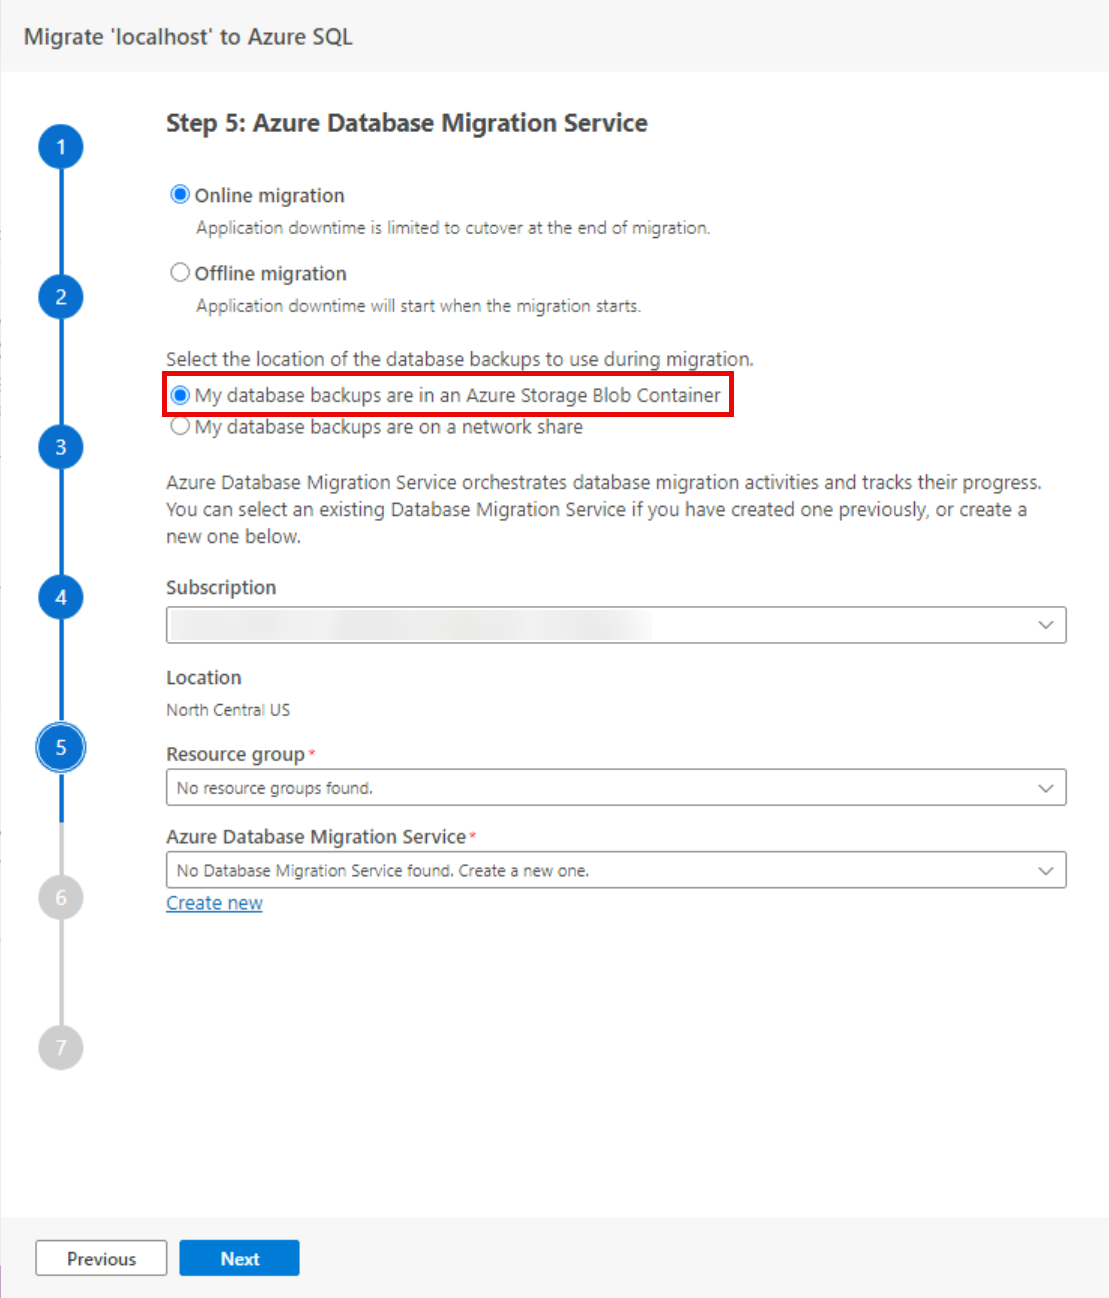 Migrate 'localhost' to Azure SQL
Step 5: Azure Database Migration Service
1
Online migration
Application downtime is limited to cutover at the end of migration.
Offline migration
2
Application downtime will start when the migration starts.
Select the location of the database backups to use during migration.
My database backups are in an Azure Storage Blob Container
My database backups are on a network share
3
Azure Database Migration Service orchestrates database migration activities and tracks their progress.
You can select an existing Database Migration Service if you have created one previously, or create a
new one below.
Subscription
4
Location
North Central US
5
Resource group *
No resource groups found.
Azure Database Migration Service *
No Database Migration Service found. Create a new one.
Create new
6
7
Previous
Next